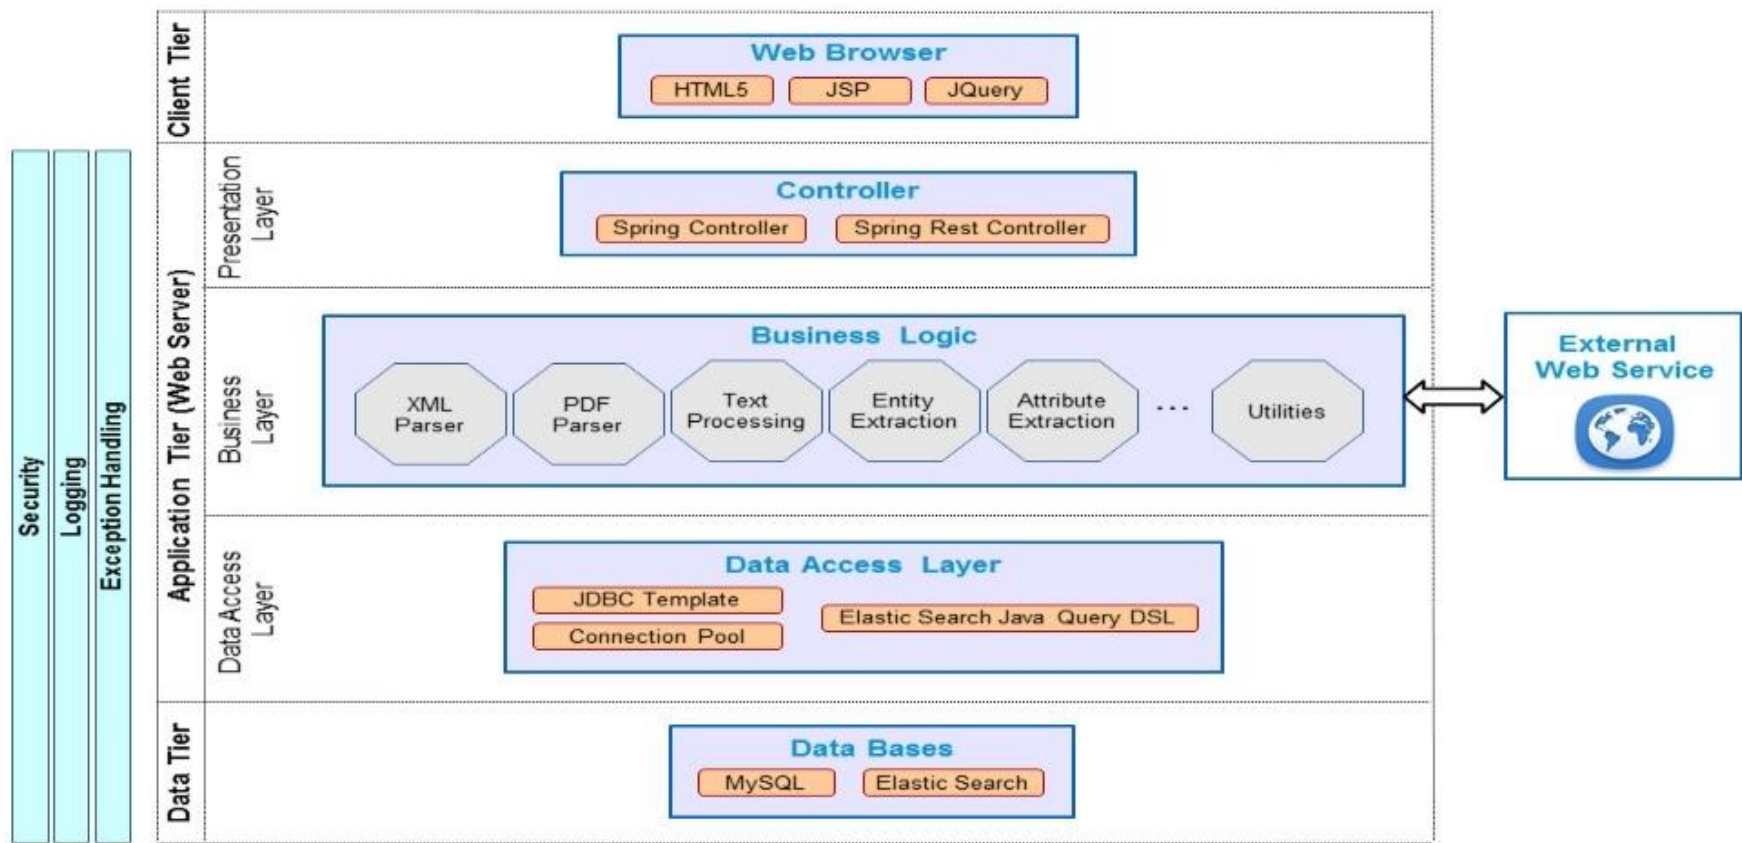 Client Tier
Web Browser
HTML5
JSP
JQuery
Security
Logging
Exception Handling
Application Tier (Web Server)
Presentation
Layer
Controller
Spring Controller
Spring Rest Controller
Business
Layer
Business Logic
XML
Parser
PDF
Parser
Text
Processing
Entity
Extraction
Attribute
Extraction
...
Utilities
External
Web Service
Data Access
Layer
Data Access Layer
JDBC Template
Connection Pool
Elastic Search Java Query DSL
Data Tier
Data Bases
MySQL
Elastic Search